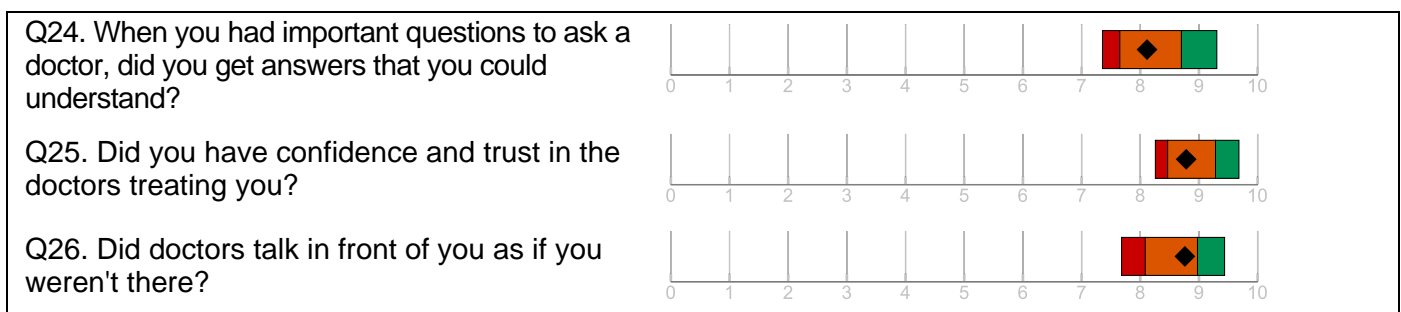 Q24. When you had important questions to ask a
doctor, did you get answers that you could
understand?
0 1 2 3 4 5 6 7 8 9 10
Q25. Did you have confidence and trust in the
doctors treating you?
0 1 2 3 4 5 6 7 8 9 10
Q26. Did doctors talk in front of you as if you
weren't there?
0 1 2 3 4 5 6 7 8 9 10